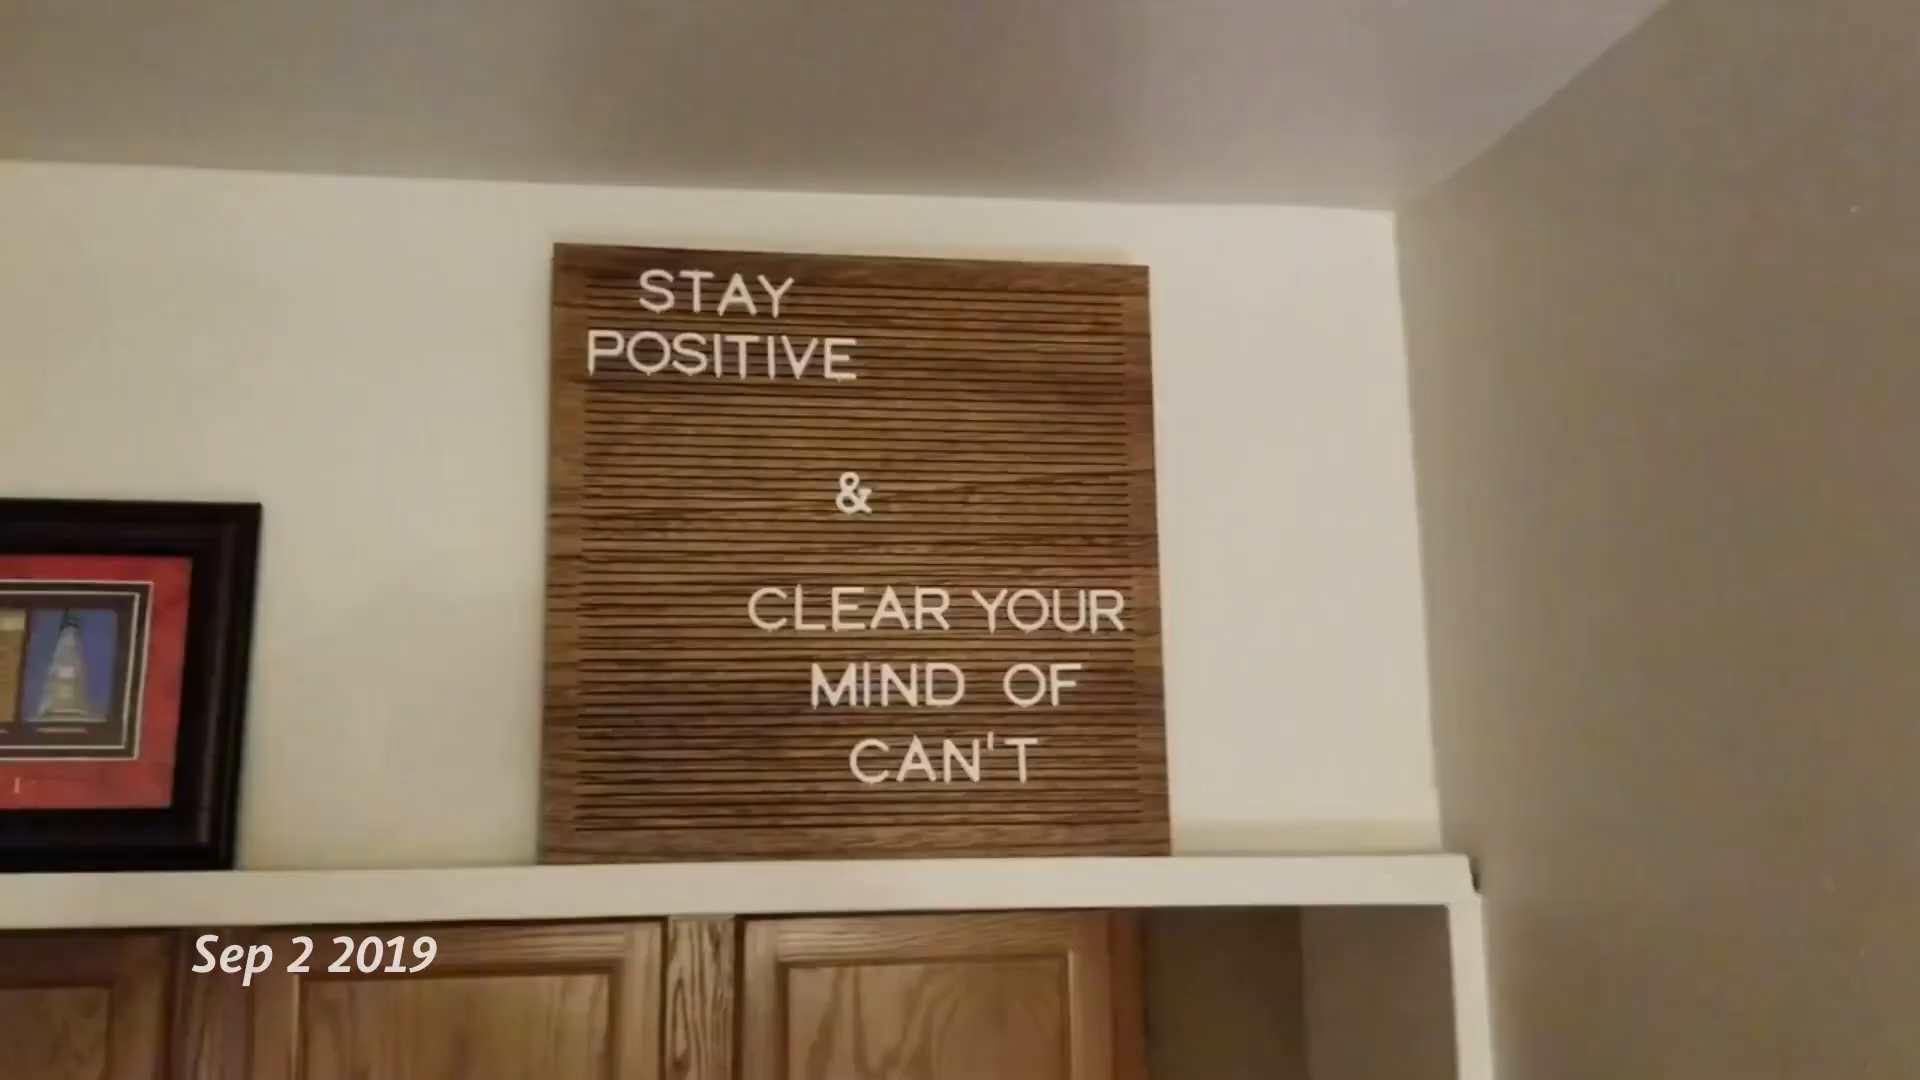 STAY
POSITIVE
&
CLEAR YOUR
MIND OF
CAN'T
Sep 2 2019